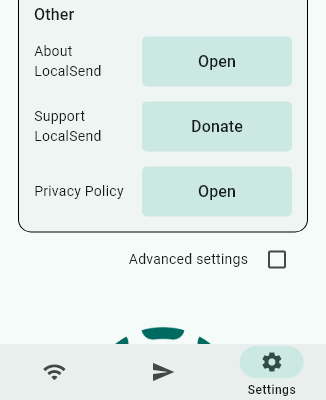 Other
About
LocalSend
Open
Support
LocalSend
Donate
Privacy Policy
Open
Advanced settings
Settings